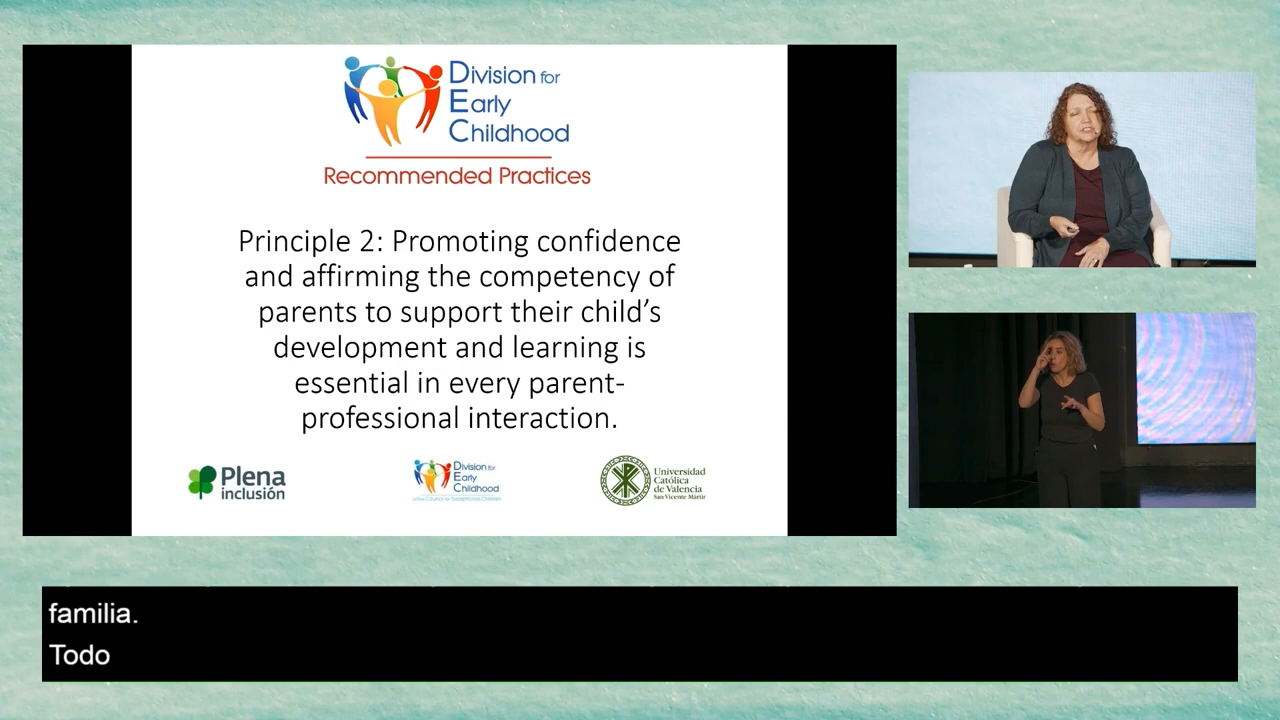 Division for
Early
Childhood
Recommended Practices
Principle 2: Promoting confidence
and affirming the competency of
parents to support their child's
development and learning is
essential in every parent-
professional interaction.
Plena
inclusión
Division for
Early
Childhood
Universidad
Católica
de Valencia
San Vicente Mártir
familia.
Todo